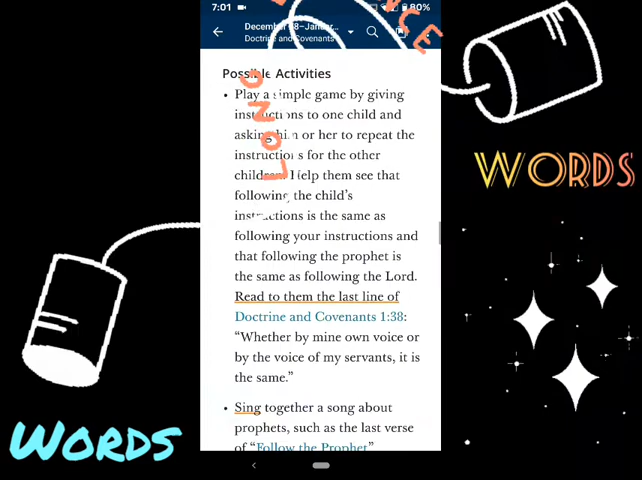 7:01 80%
December 28–Januar...
Doctrine and Covenants
Possible Activities
• Play a simple game by giving
instructions to one child and
asking him or her to repeat the
instructions for the other
children. Help them see that
following the child's
instructions is the same as
following your instructions and
that following the prophet is
the same as following the Lord.
Read to them the last line of
Doctrine and Covenants 1:38:
“Whether by mine own voice or
by the voice of my servants, it is
the same.”
• Sing together a song about
prophets, such as the last verse
of “Follow the Prophet”
WORDS
WORDS